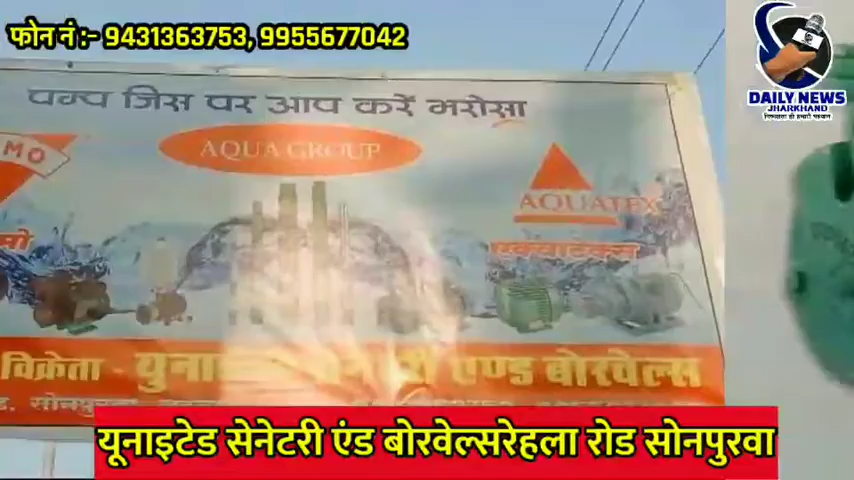 फोन नं :- 9431363753, 9955677042
DAILY NEWS
JHARKHAND
पम्प जिस पर आप करें भरोसा
MO
AQUA GROUP
AQUATEX
मो
एक्वाटेक्स
विक्रेता
यूना एण्ड बोरवेल्स
यूनाइटेड सेनेटरी एंड बोरवेल्सरेहला रोड सोनपुरवा